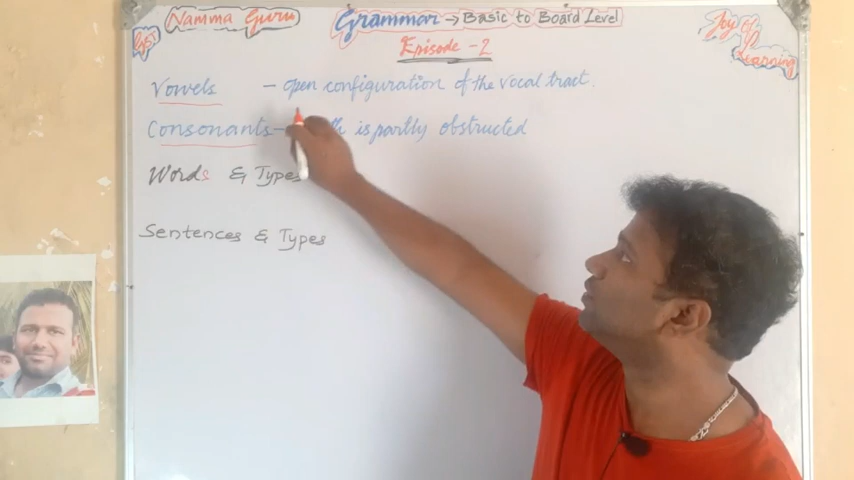 Namma Guru
Grammar → Basic to Board Level
Joy of
Learning
Episode - 2
Vowels - open configuration of the vocal tract.
Consonants - is partly obstructed
Words & Types
Sentences & Types